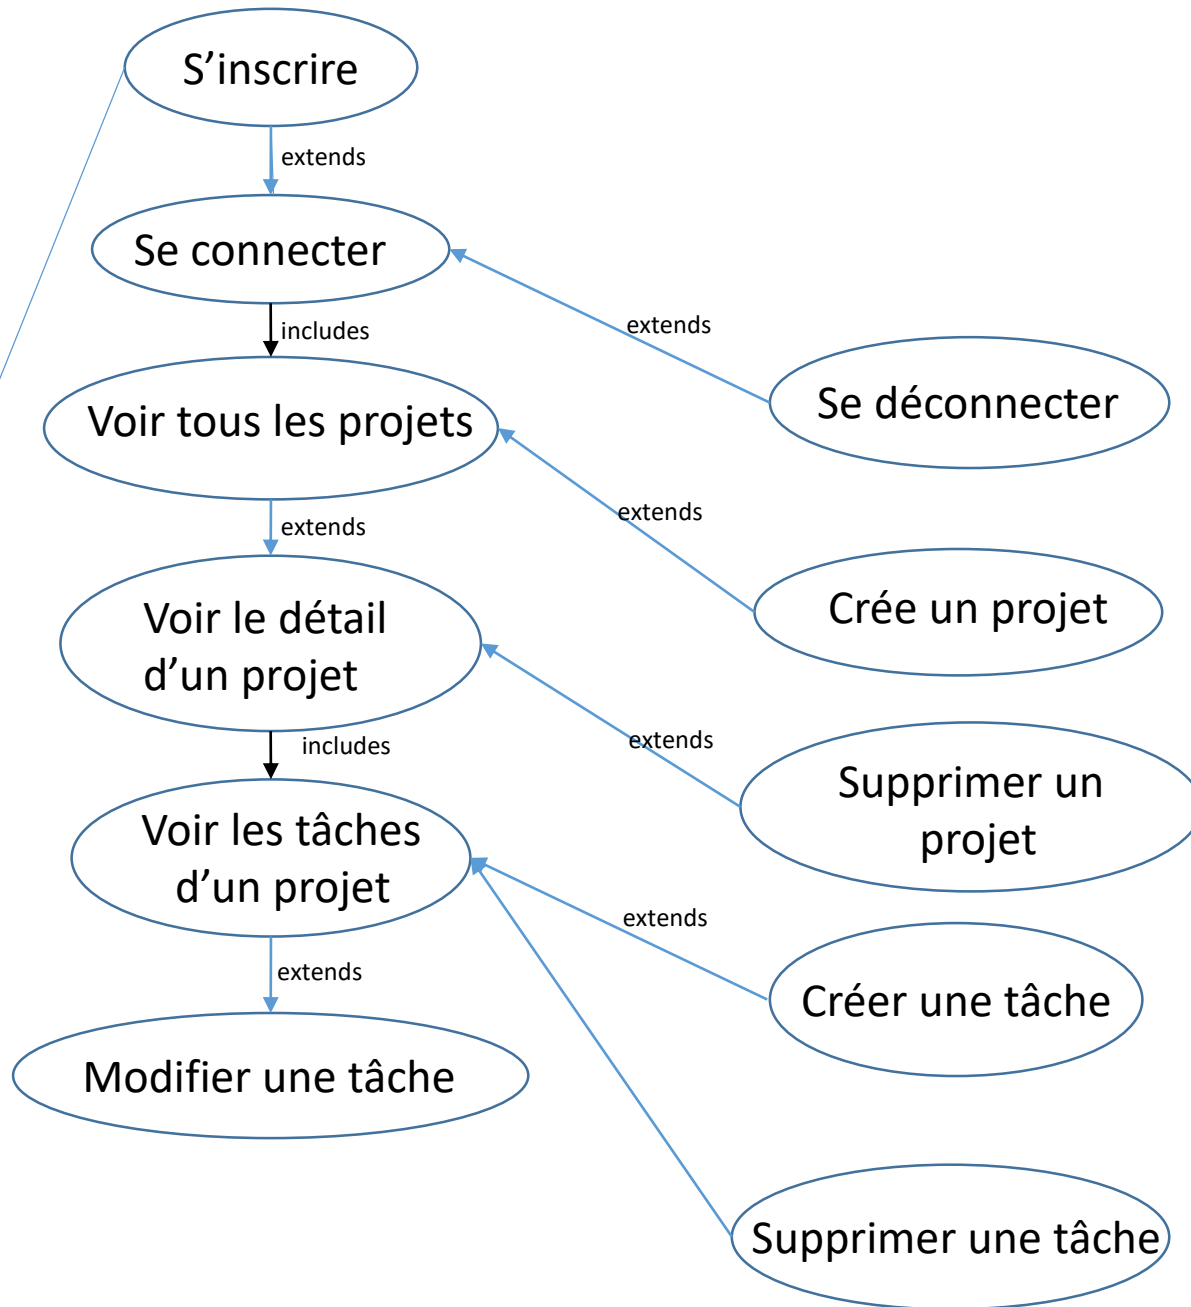 S’inscrire
extends
Se connecter
includes
extends
Se déconnecter
Voir tous les projets
extends
extends
Crée un projet
Voir le détail
d’un projet
includes
extends
Supprimer un
projet
Voir les tâches
d’un projet
extends
extends
Créer une tâche
Modifier une tâche
Supprimer une tâche